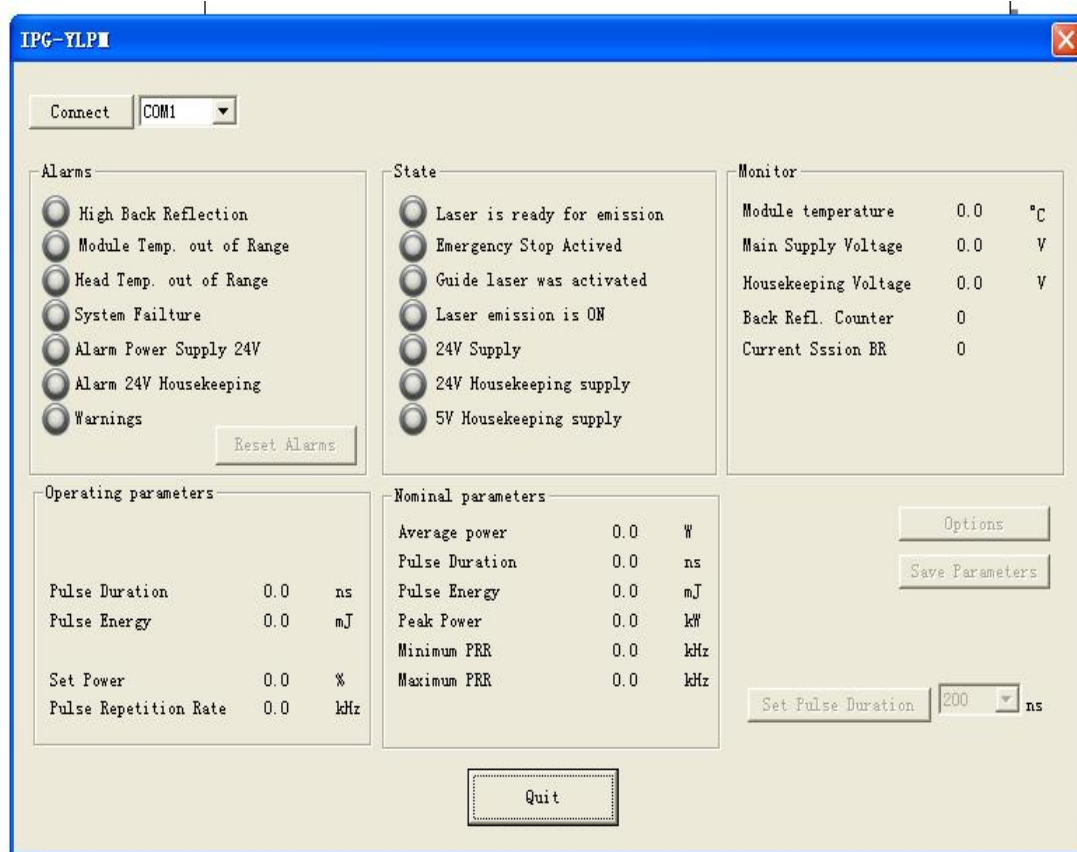 IPG-YLPM
Connect
COM1
Alarms
High Back Reflection
Module Temp. out of Range
Head Temp. out of Range
System Failture
Alarm Power Supply 24V
Alarm 24V Housekeeping
Warnings
Reset Alarms
State
Laser is ready for emission
Emergency Stop Actived
Guide laser was activated
Laser emission is ON
24V Supply
24V Housekeeping supply
5V Housekeeping supply
Monitor
Module temperature 0.0 °C
Main Supply Voltage 0.0 V
Housekeeping Voltage 0.0 V
Back Refl. Counter 0
Current Sssion BR 0
Operating parameters
Pulse Duration 0.0 ns
Pulse Energy 0.0 mJ
Set Power 0.0 %
Pulse Repetition Rate 0.0 kHz
Nominal parameters
Average power 0.0 W
Pulse Duration 0.0 ns
Pulse Energy 0.0 mJ
Peak Power 0.0 kW
Minimum PRR 0.0 kHz
Maximum PRR 0.0 kHz
Options
Save Parameters
Set Pulse Duration 200 ns
Quit